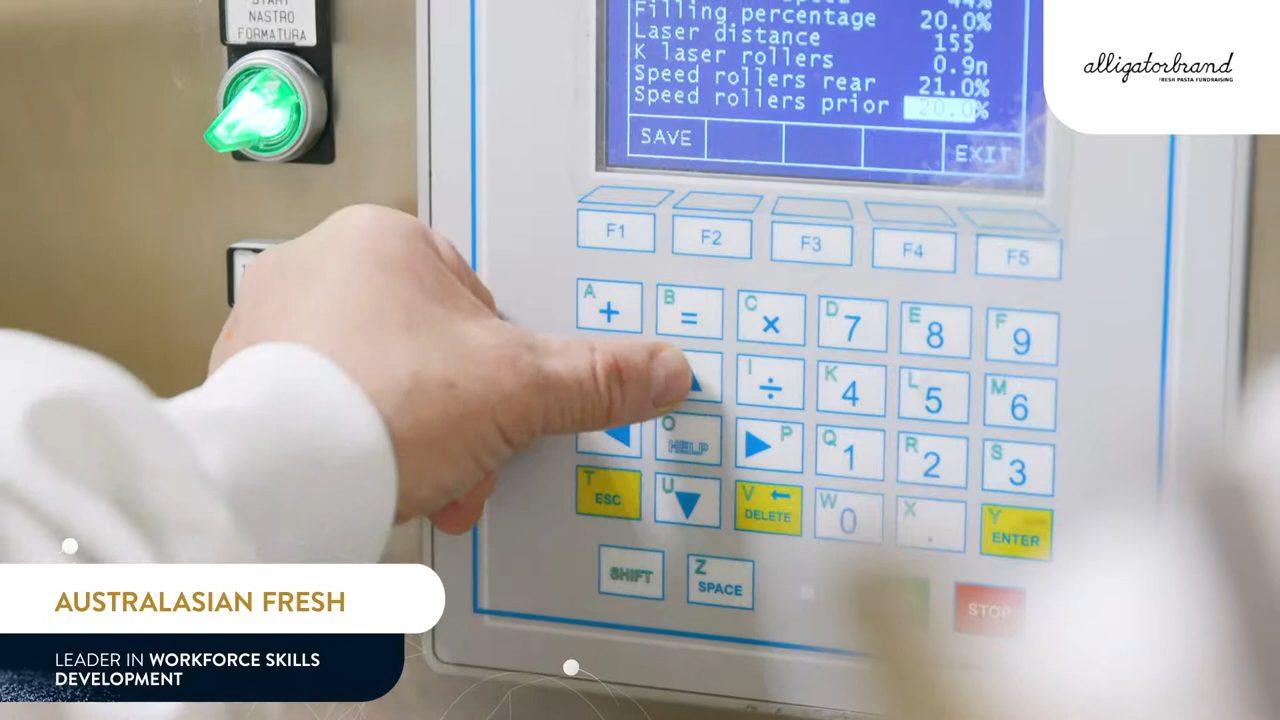 START
NASTRO
FORMATURA
44%
Filling percentage 20.0%
Laser distance 155
K laser rollers 0.9n
Speed rollers rear 21.0%
Speed rollers prior 20.0%
SAVE EXIT
alligatorbrand
FRESH PASTA FUNDRAISING
F1 F2 F3 F4 F5
A + B = C × D 7 E 8 F 9
▲ I ÷ K 4 L 5 M 6
◀ O HELP ▶ P Q 1 R 2 S 3
T ESC U ▼ V ← DELETE W 0 X . Y ENTER
SHIFT Z SPACE
STOP
AUSTRALASIAN FRESH
LEADER IN WORKFORCE SKILLS
DEVELOPMENT